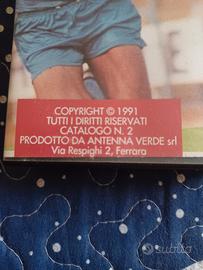 COPYRIGHT © 1991
TUTTI I DIRITTI RISERVATI
CATALOGO N. 2
PRODOTTO DA ANTENNA VERDE srl
Via Respighi 2, Ferrara
subito